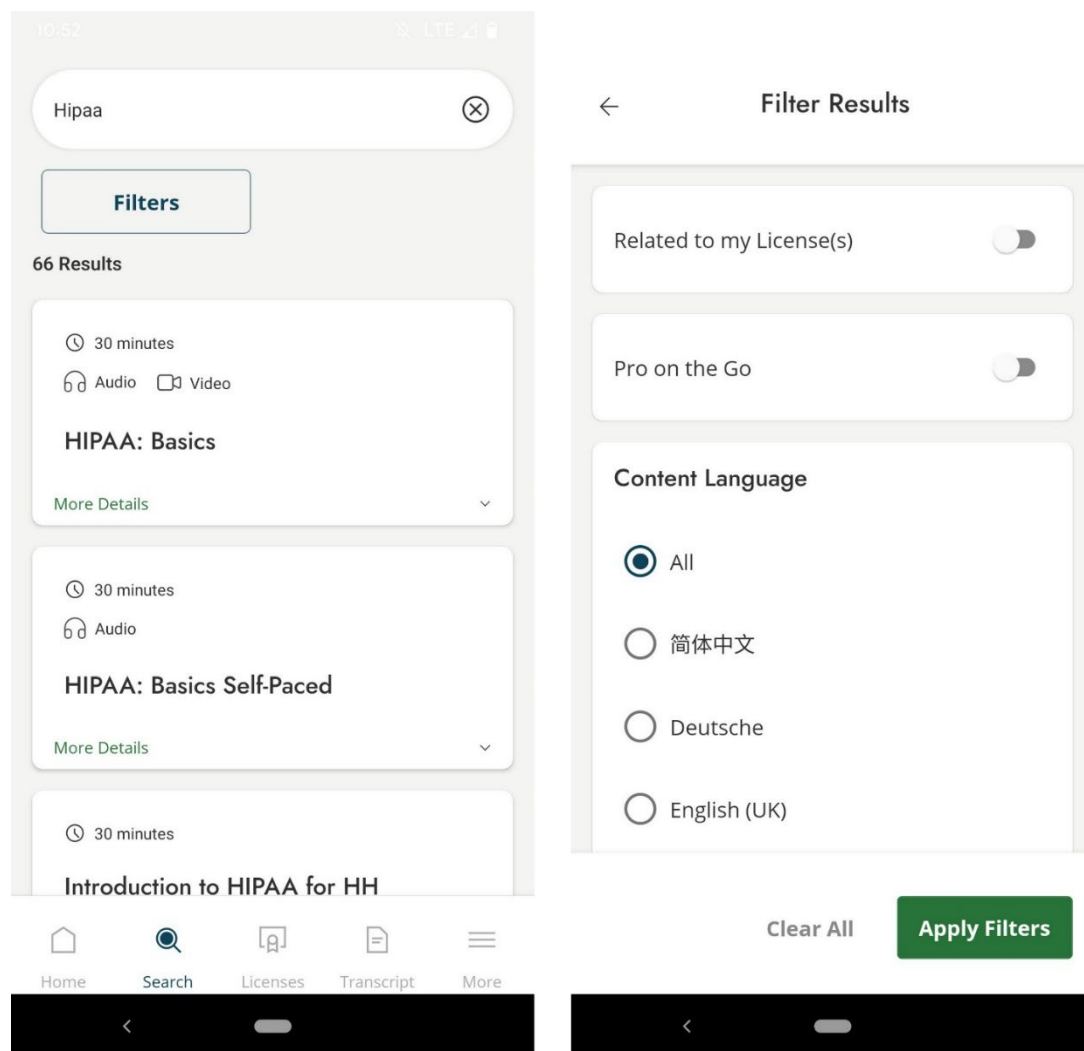 10:52 LTE
Hipaa
Filters
66 Results
30 minutes
Audio Video
HIPAA: Basics
More Details
30 minutes
Audio
HIPAA: Basics Self-Paced
More Details
30 minutes
Introduction to HIPAA for HH
Home Search Licenses Transcript More
Filter Results
Related to my License(s)
Pro on the Go
Content Language
All
简体中文
Deutsche
English (UK)
Clear All Apply Filters